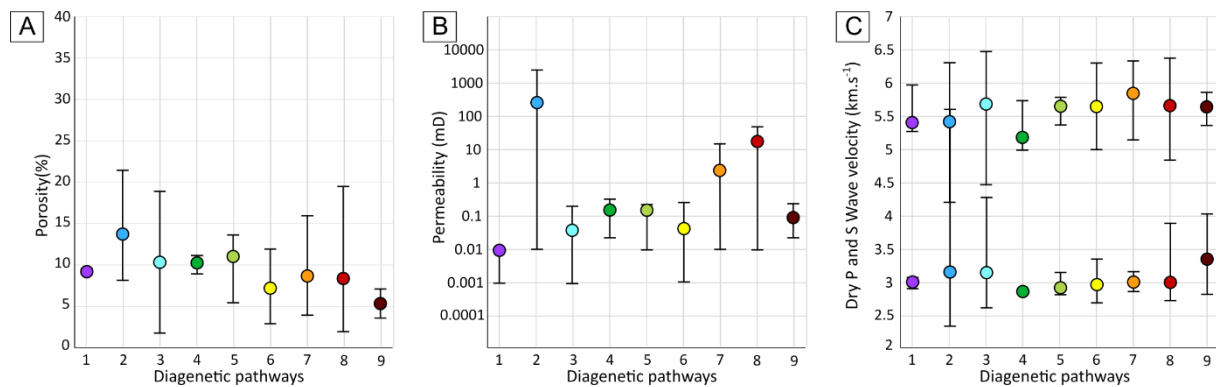 A
Porosity(%)
40
35
30
25
20
15
10
5
0
1 2 3 4 5 6 7 8 9
Diagenetic pathways
B
Permeability (mD)
10000
1000
100
10
1
0.1
0.01
0.001
0.0001
1 2 3 4 5 6 7 8 9
Diagenetic pathways
C
Dry P and S Wave velocity (km.s⁻¹)
7
6.5
6
5.5
5
4.5
4
3.5
3
2.5
2
1 2 3 4 5 6 7 8 9
Diagenetic pathways